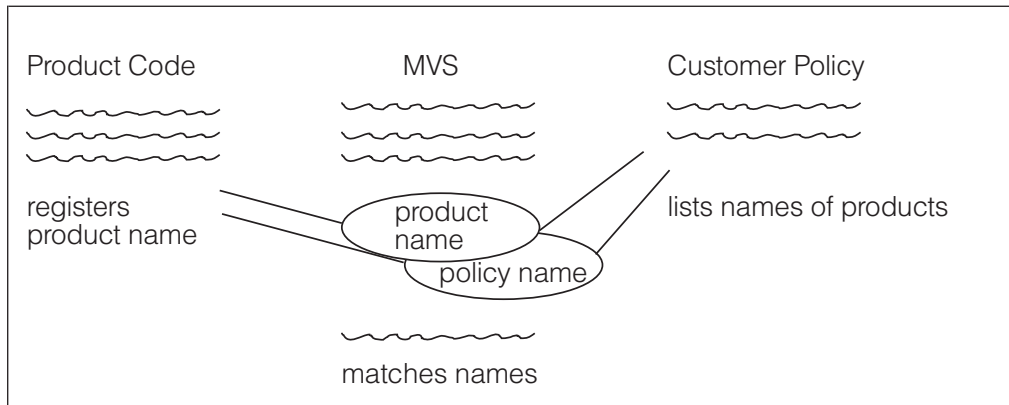 Product Code
MVS
Customer Policy
registers
product name
product
name
policy name
lists names of products
matches names